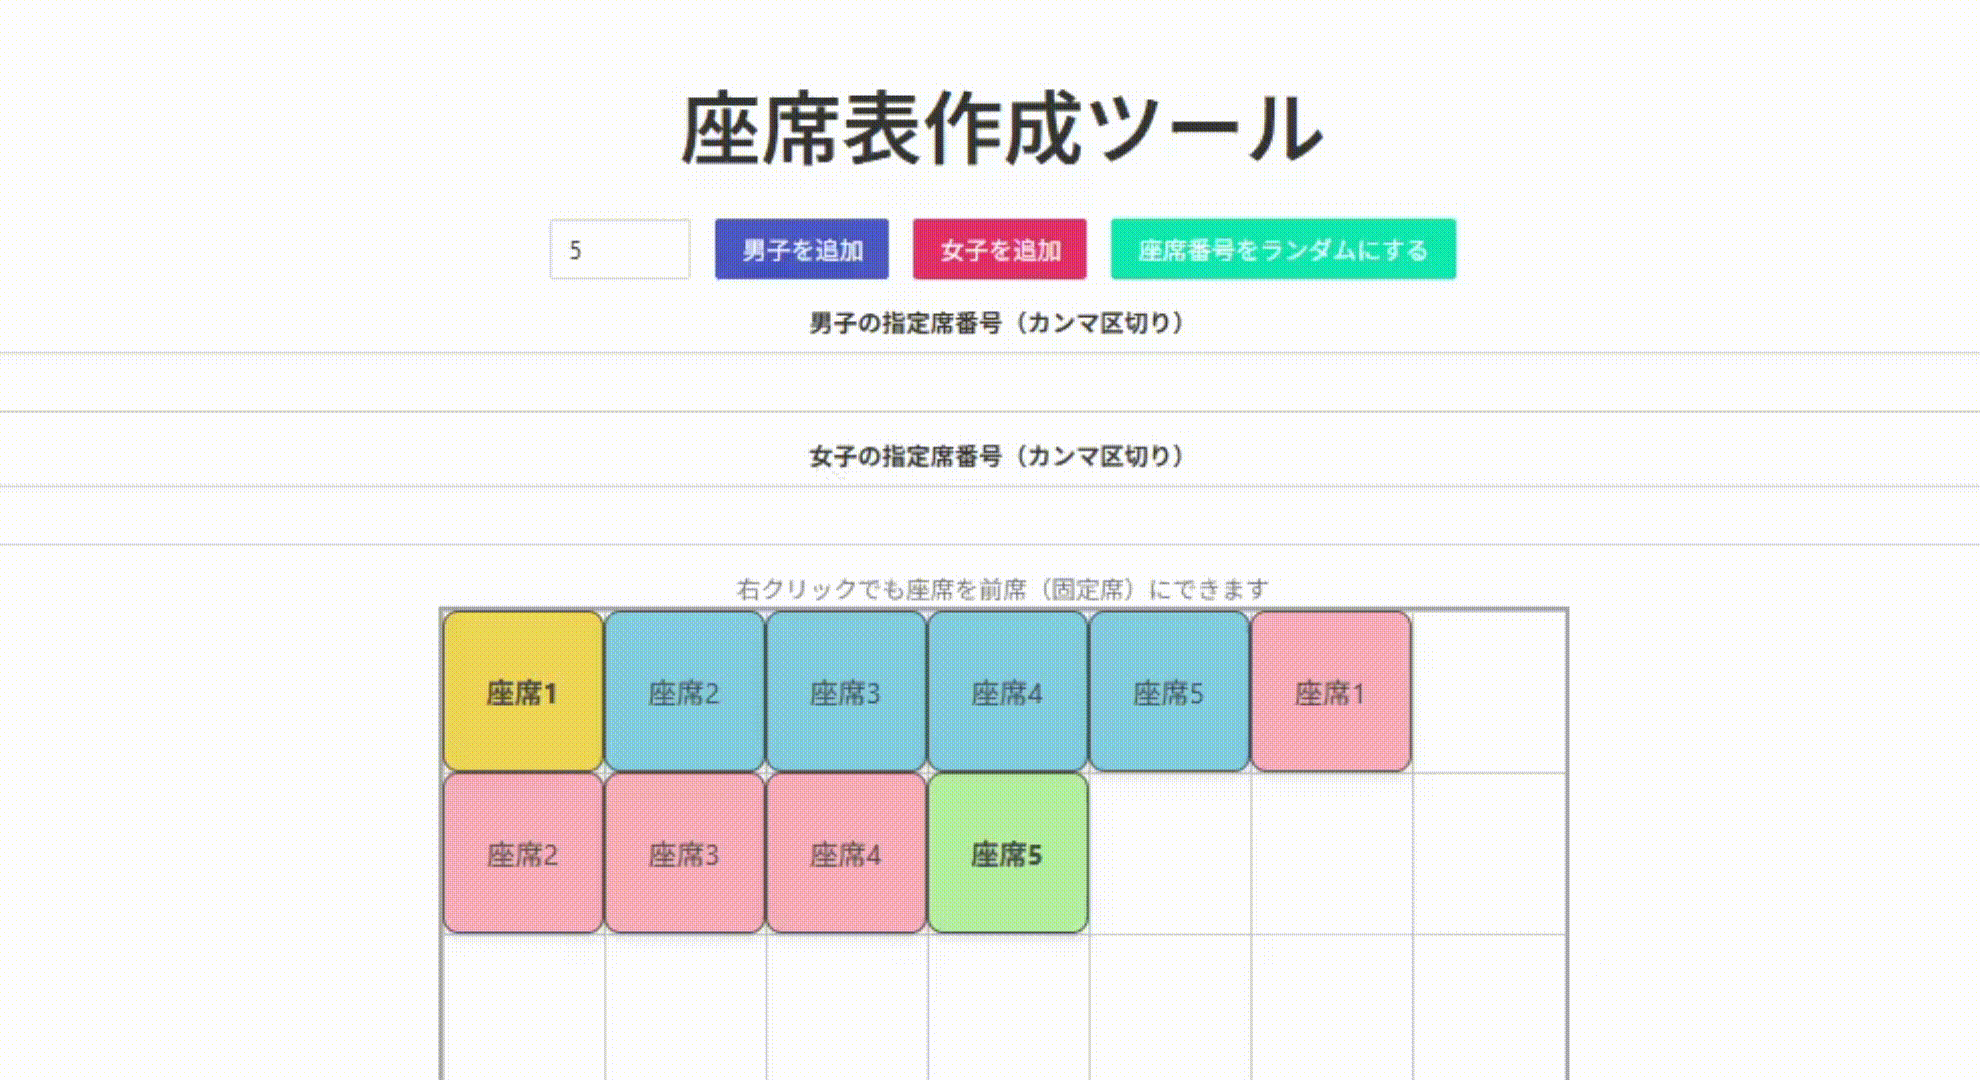 座席表作成ツール
5 男子を追加 女子を追加 座席番号をランダムにする
男子の指定席番号（カンマ区切り）
女子の指定席番号（カンマ区切り）
右クリックでも座席を前席（固定席）にできます
座席1 座席2 座席3 座席4 座席5 座席1
座席2 座席3 座席4 座席5